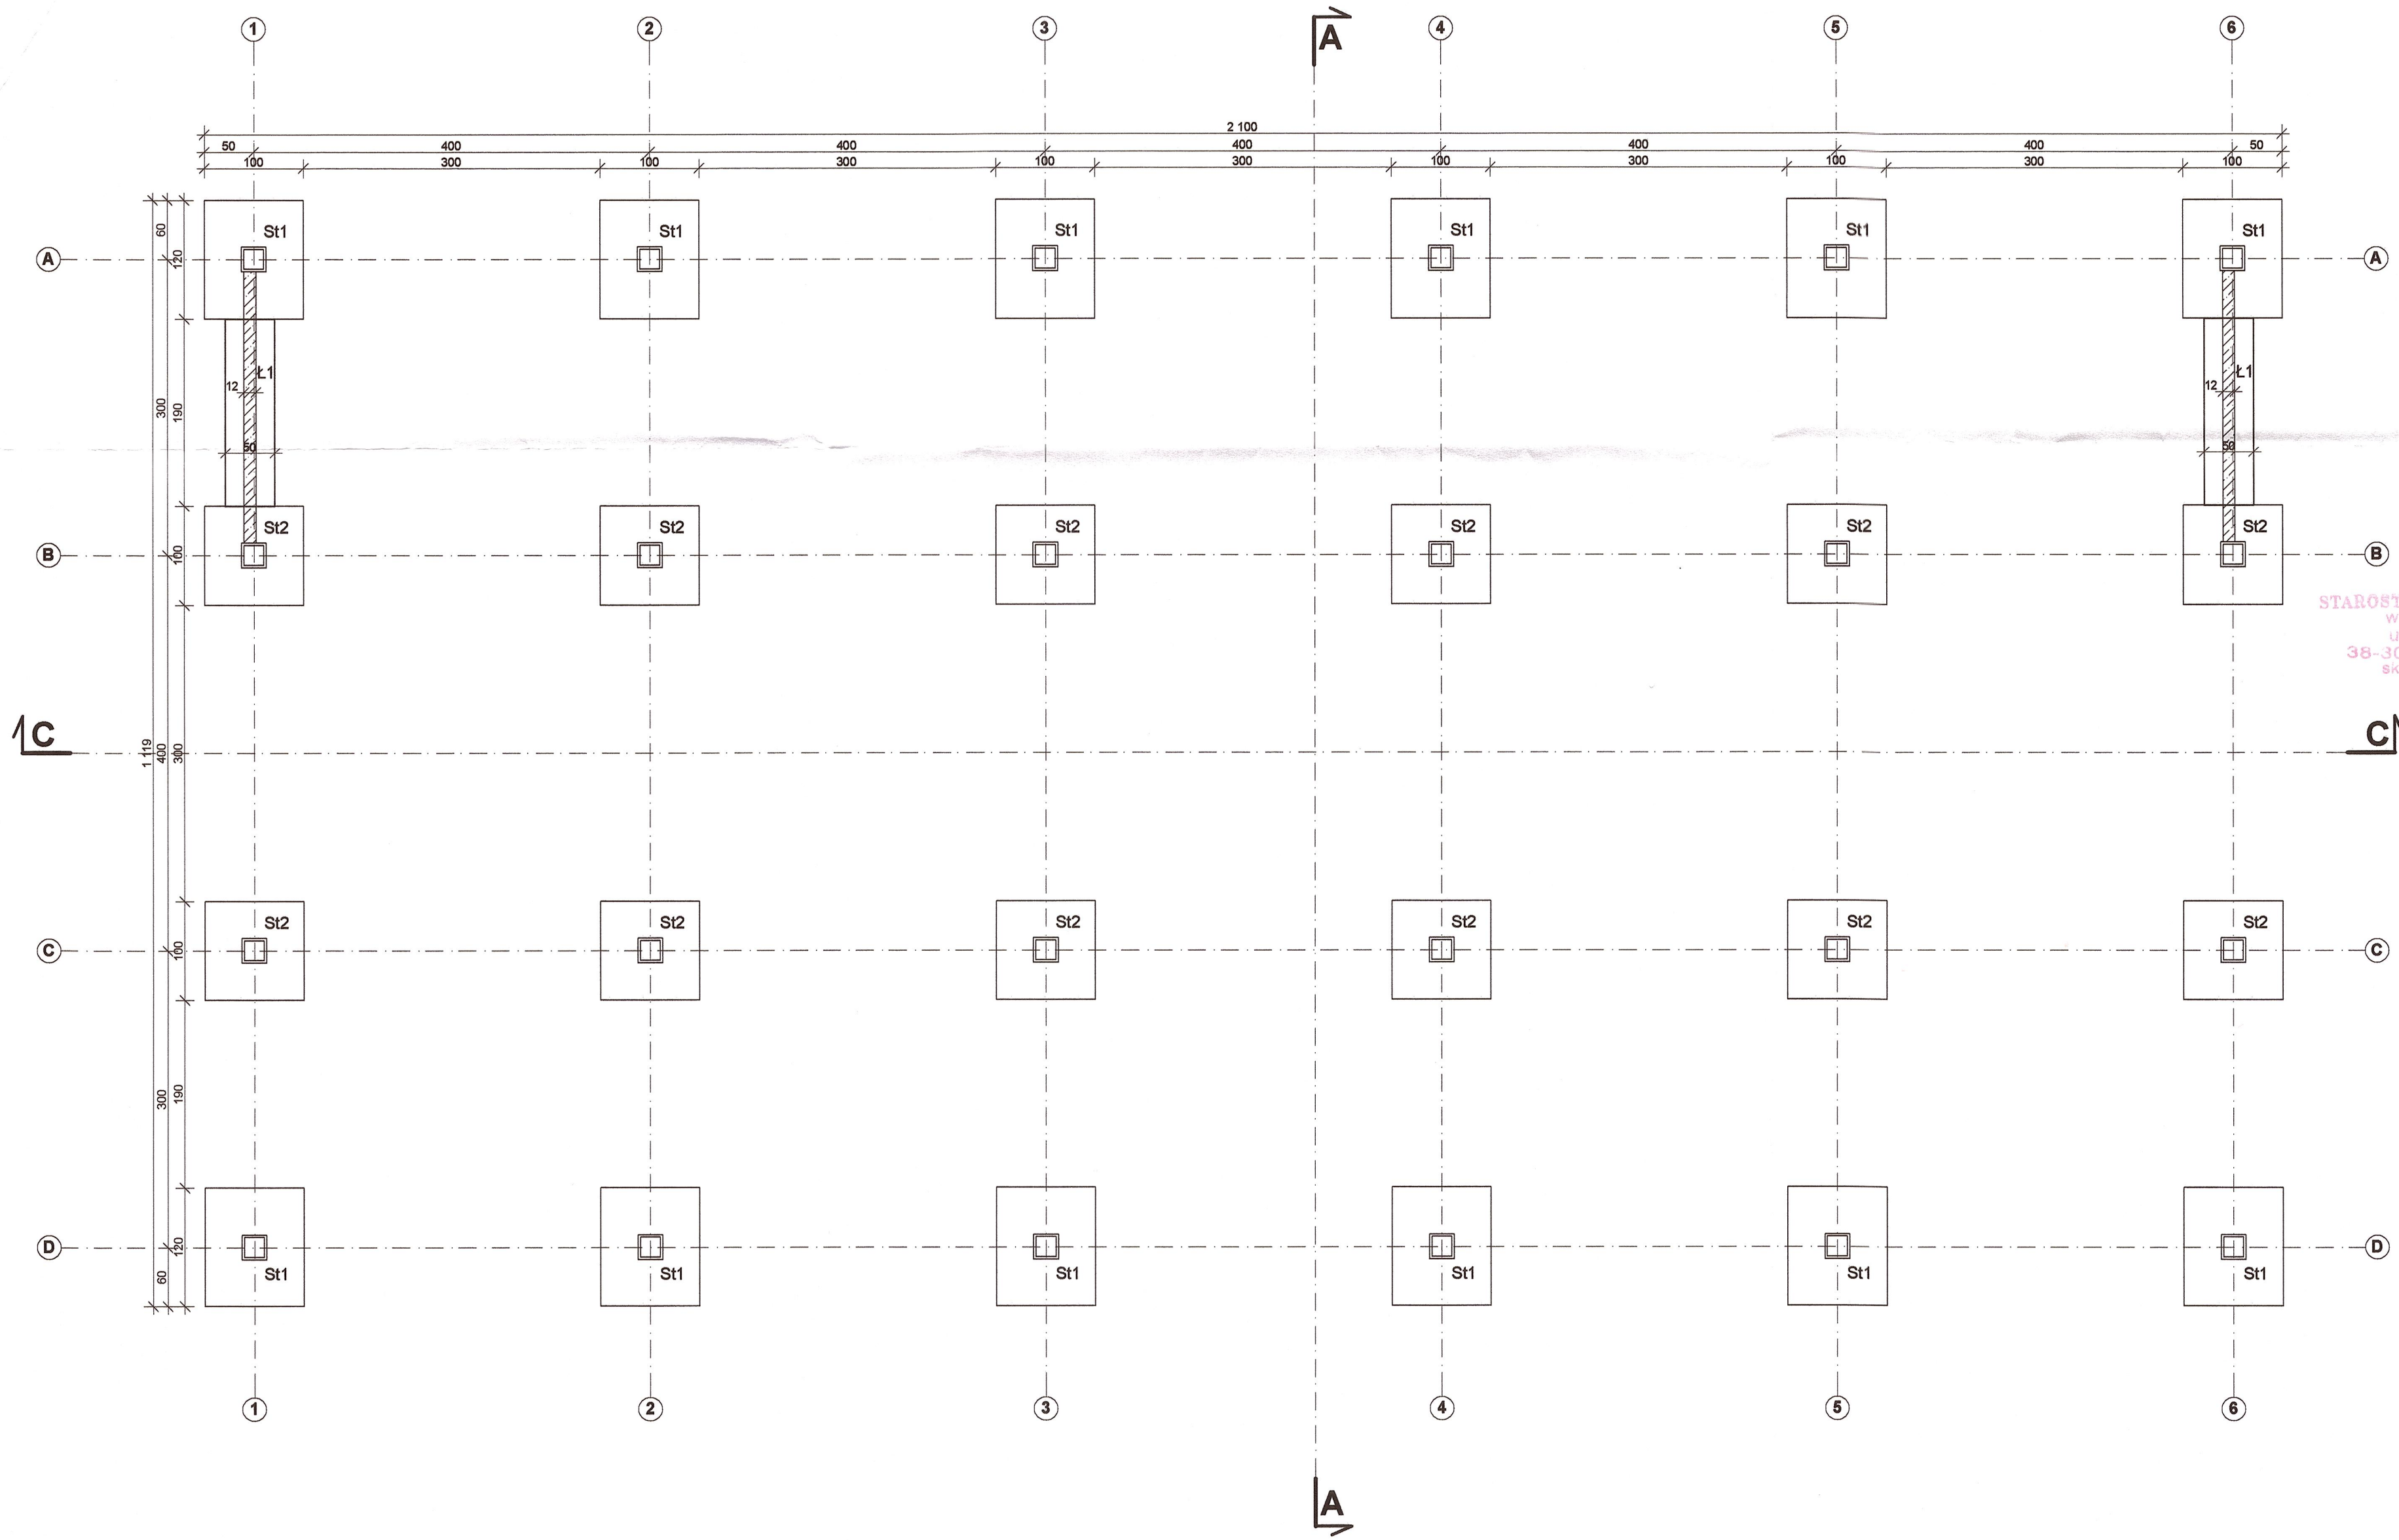 1 2 3 A 4 5 6
2 100
50 400 400 400 400 400 50
100 300 100 300 100 300 100 300 100 300 100
60
St1 St1 St1 St1 St1 St1
A 120 A
Ł1 Ł1
12 12
300 190
50 50
St2 St2 St2 St2 St2 St2
B 100 B
STAROST
w
u
38-30
sk
C C
1 119 400 300
St2 St2 St2 St2 St2 St2
C 100 C
300 190
D 120 D
60
St1 St1 St1 St1 St1 St1
1 2 3 4 5 6
A